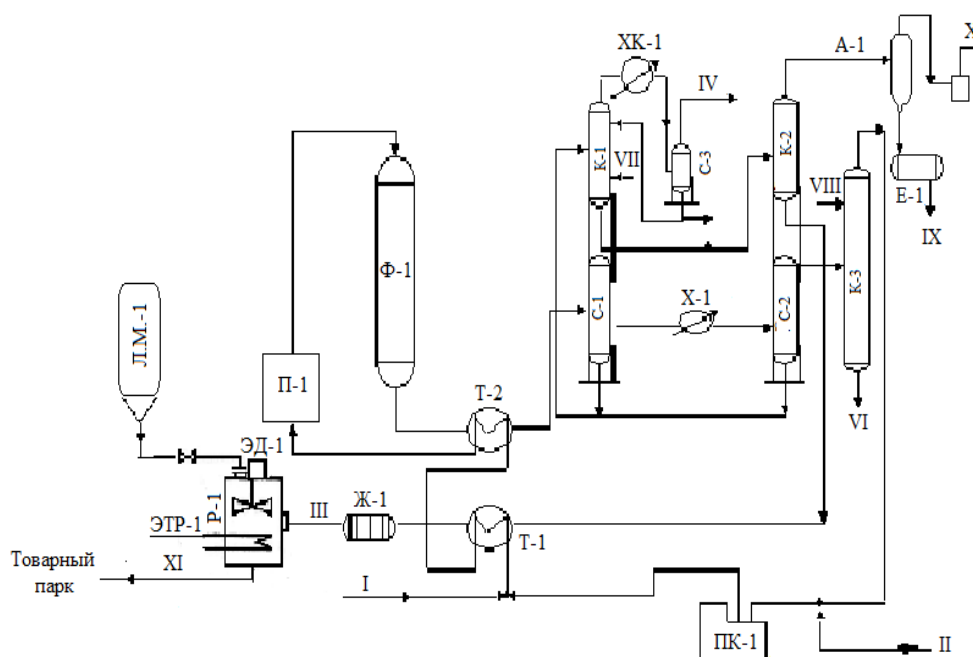 ХК-1
А-1
X
IV
К-1
VII
С-3
К-2
VIII
Е-1
IX
К-3
Ф-1
С-1
Х-1
С-2
Л.М.-1
П-1
Т-2
VI
ЭД-1
Р-1
III
Ж-1
ЭТР-1
Т-1
XI
Товарный
парк
I
ПК-1
II